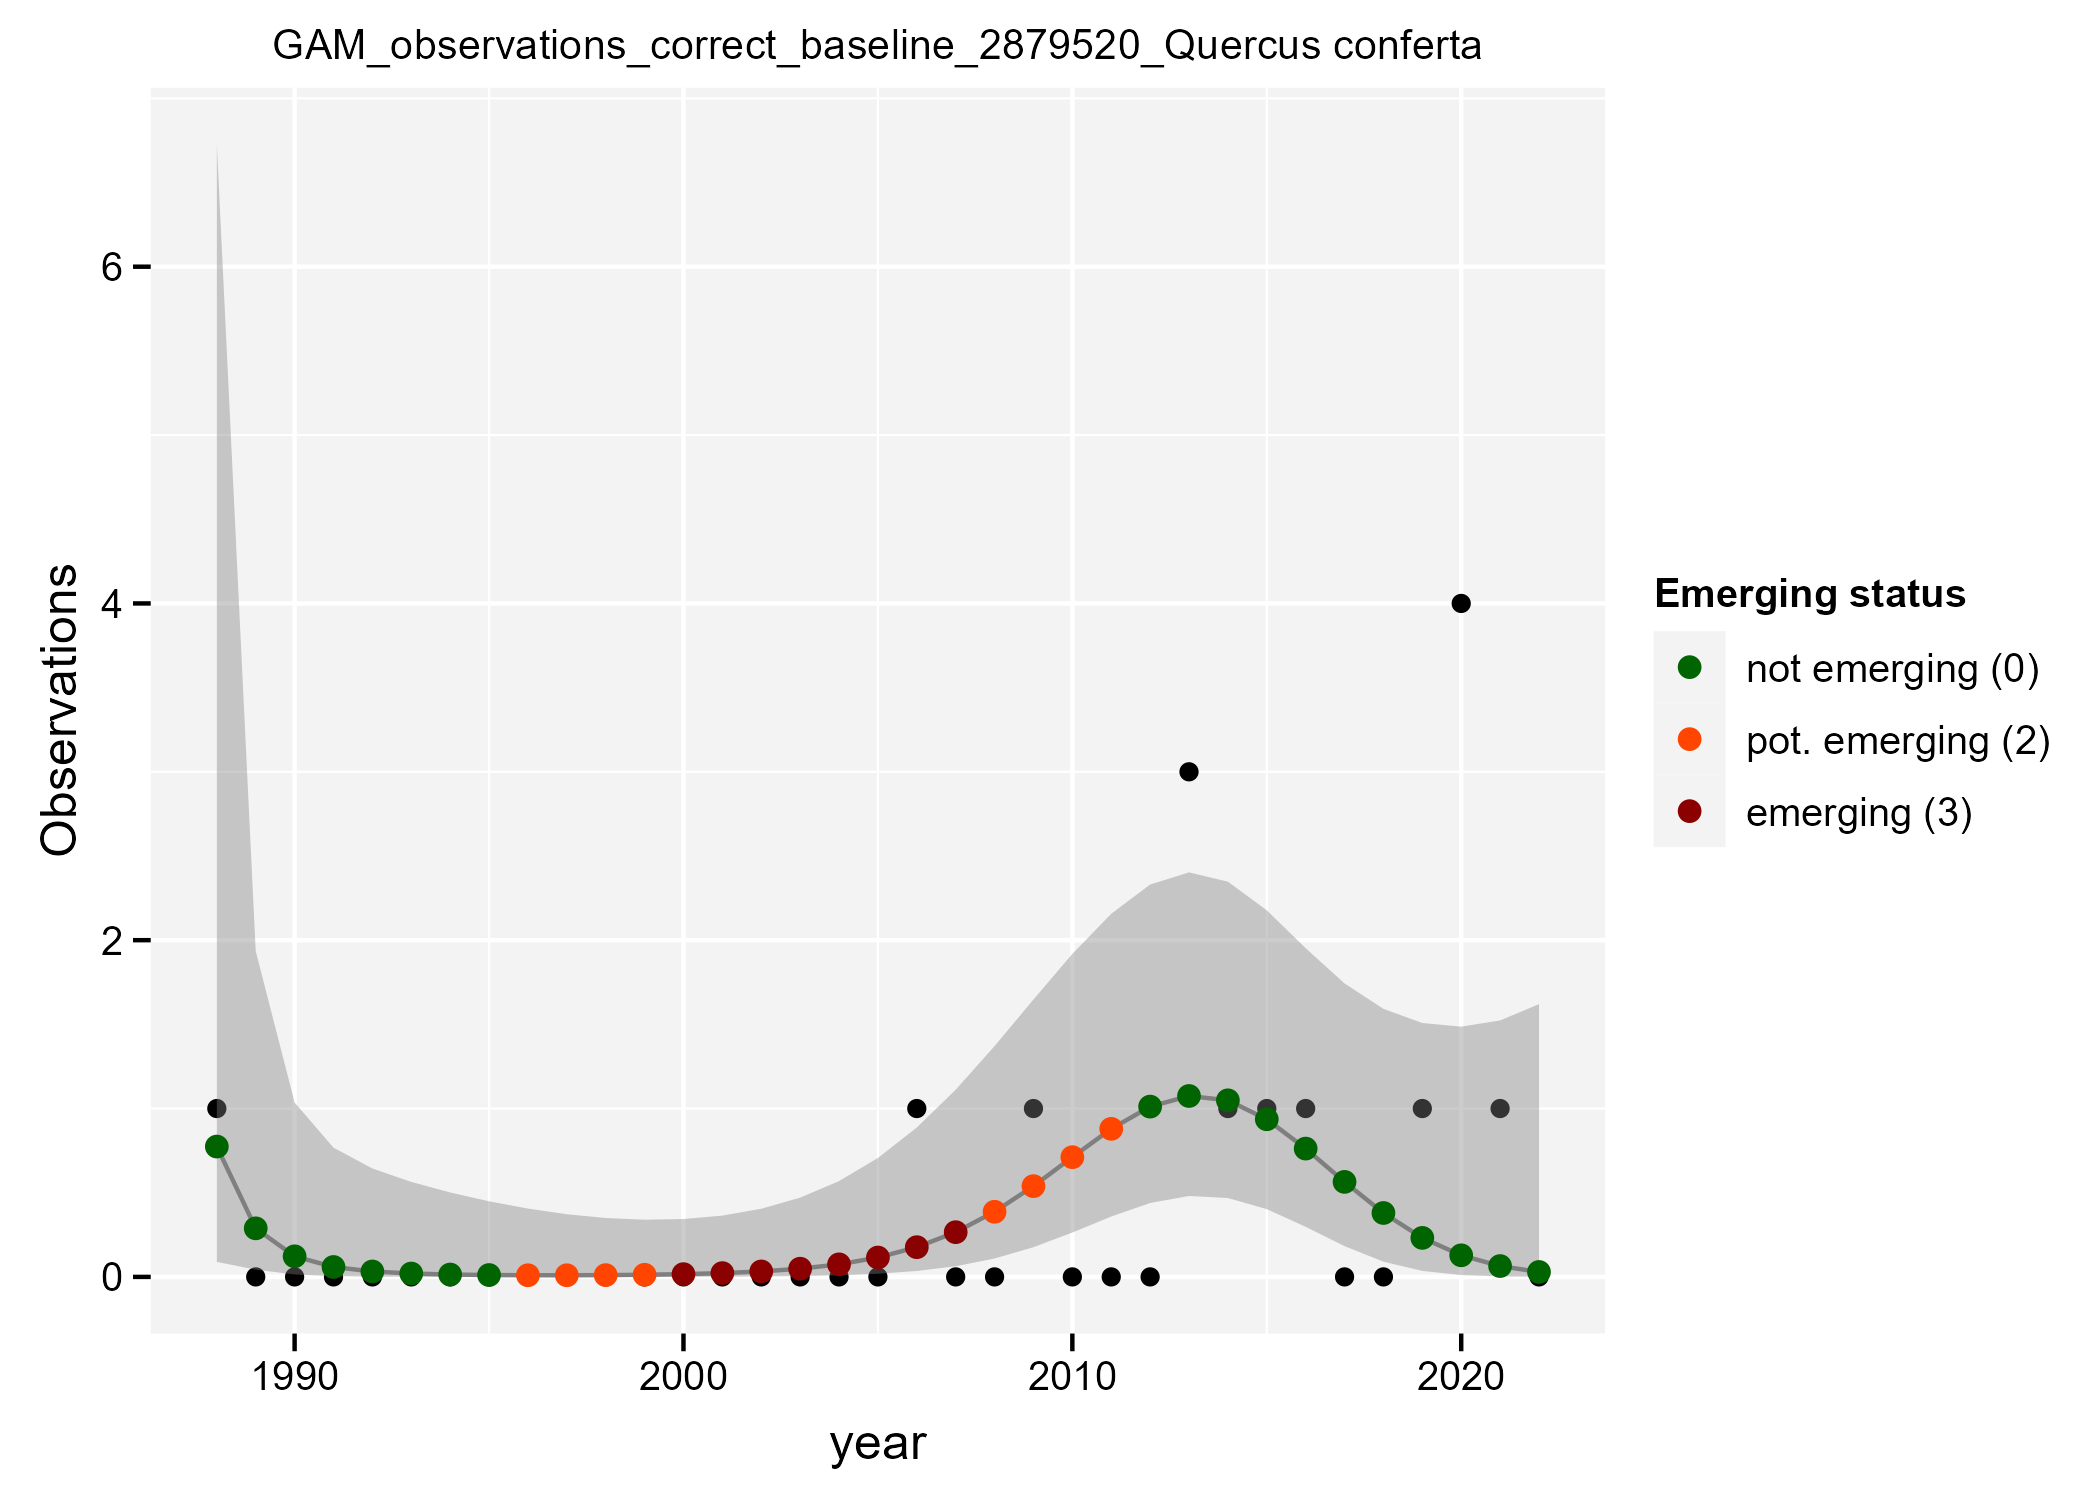 GAM_observations_correct_baseline_2879520_Quercus conferta
Observations
6
4
2
0
1990
2000
2010
2020
year
Emerging status
not emerging (0)
pot. emerging (2)
emerging (3)